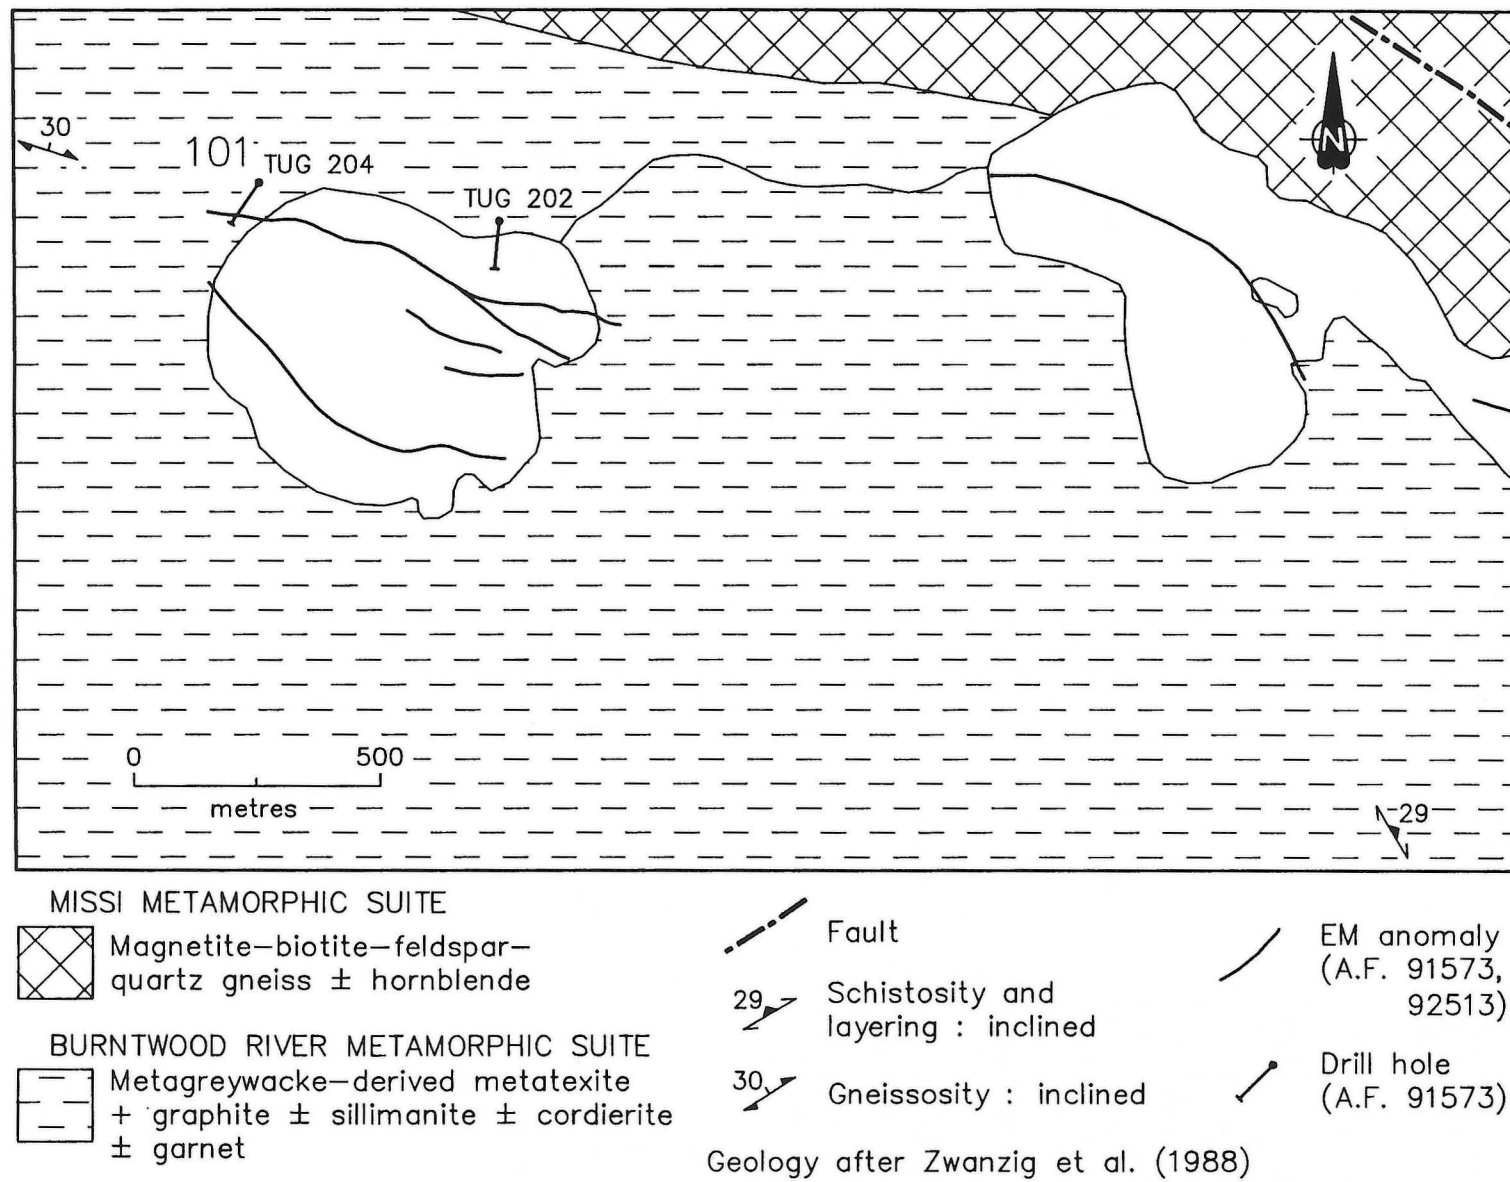 N
30
101 TUG 204
TUG 202
0 500
metres
29
MISSI METAMORPHIC SUITE
Magnetite–biotite–feldspar–
quartz gneiss ± hornblende
BURNTWOOD RIVER METAMORPHIC SUITE
Metagreywacke–derived metatexite
+ graphite ± sillimanite ± cordierite
± garnet
Fault
29
Schistosity and
layering : inclined
30
Gneissosity : inclined
EM anomaly
(A.F. 91573,
92513)
Drill hole
(A.F. 91573)
Geology after Zwanzig et al. (1988)